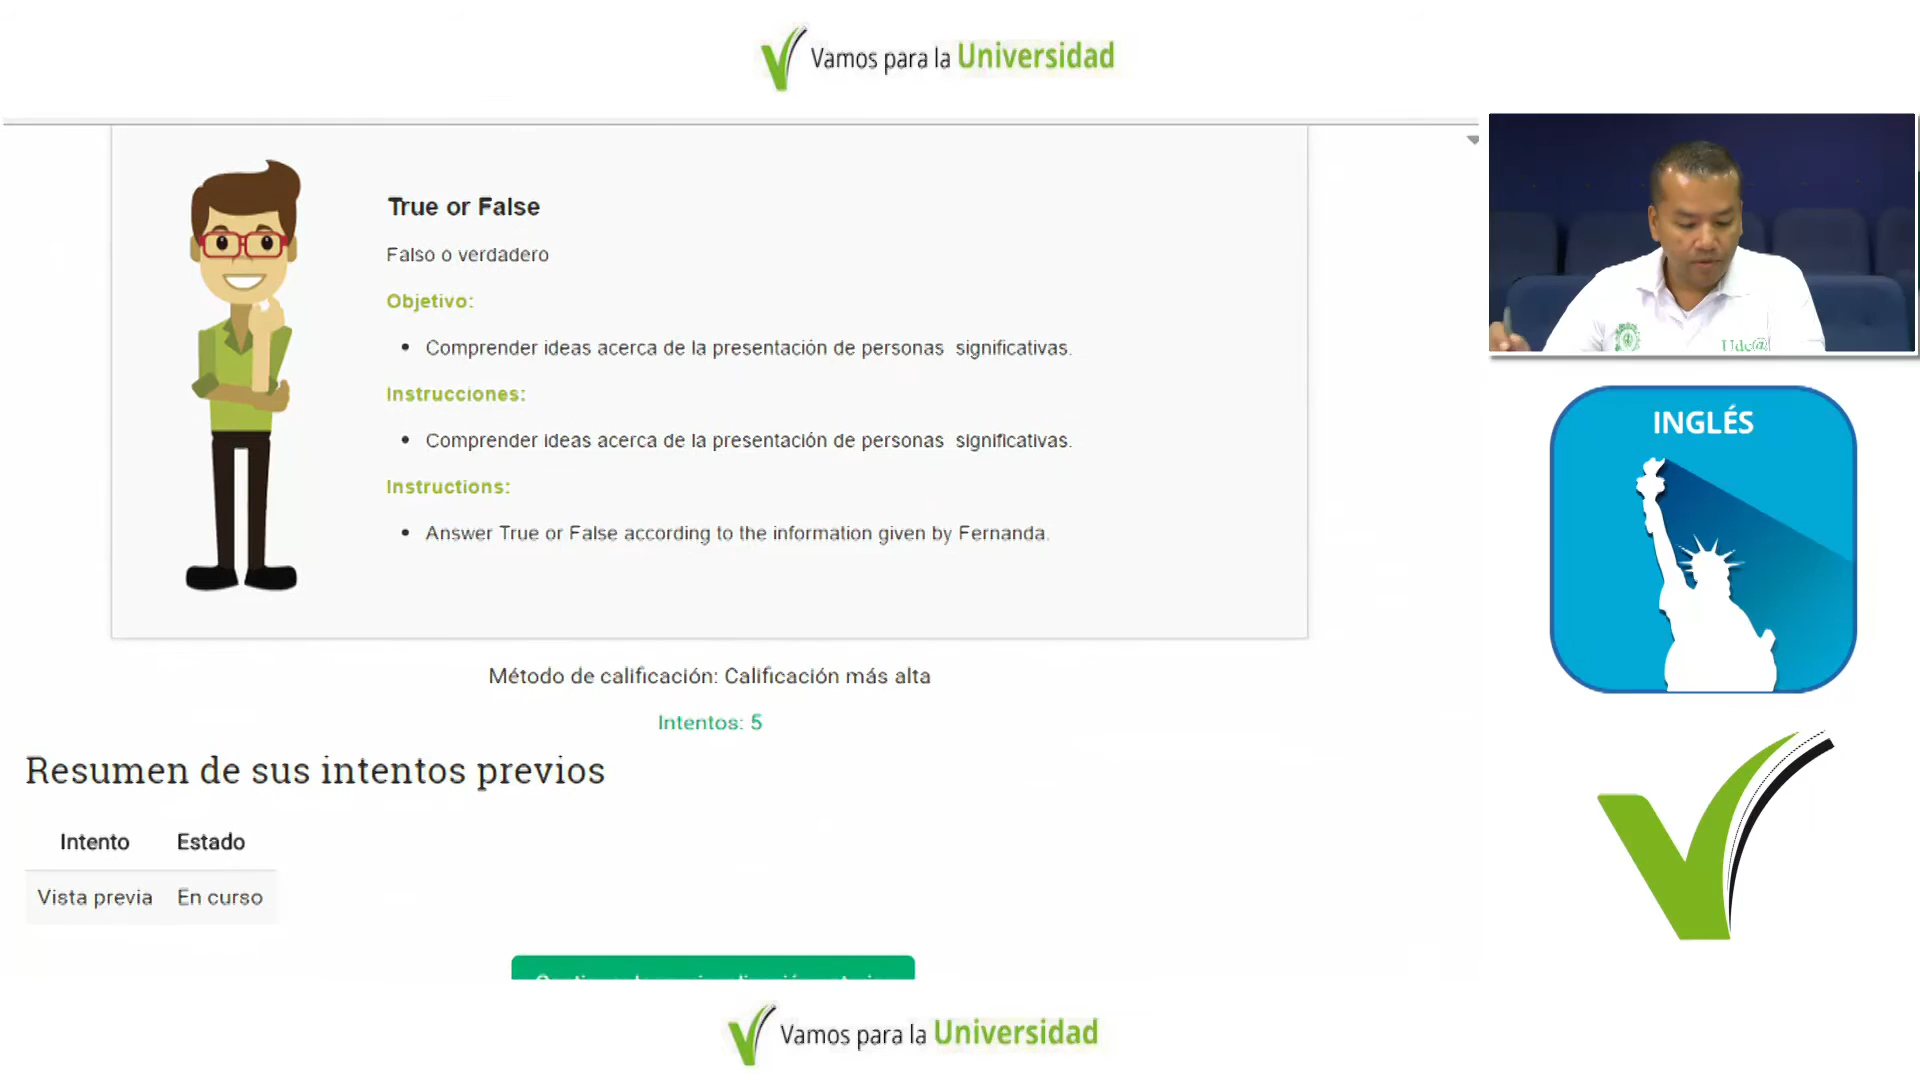 Vamos para la Universidad
True or False
Falso o verdadero
Objetivo:
Comprender ideas acerca de la presentación de personas significativas.
Instrucciones:
Comprender ideas acerca de la presentación de personas significativas.
Instructions:
Answer True or False according to the information given by Fernanda.
Método de calificación: Calificación más alta
Intentos: 5
Resumen de sus intentos previos
Intento Estado
Vista previa En curso
Vamos para la Universidad
Ude@
INGLÉS